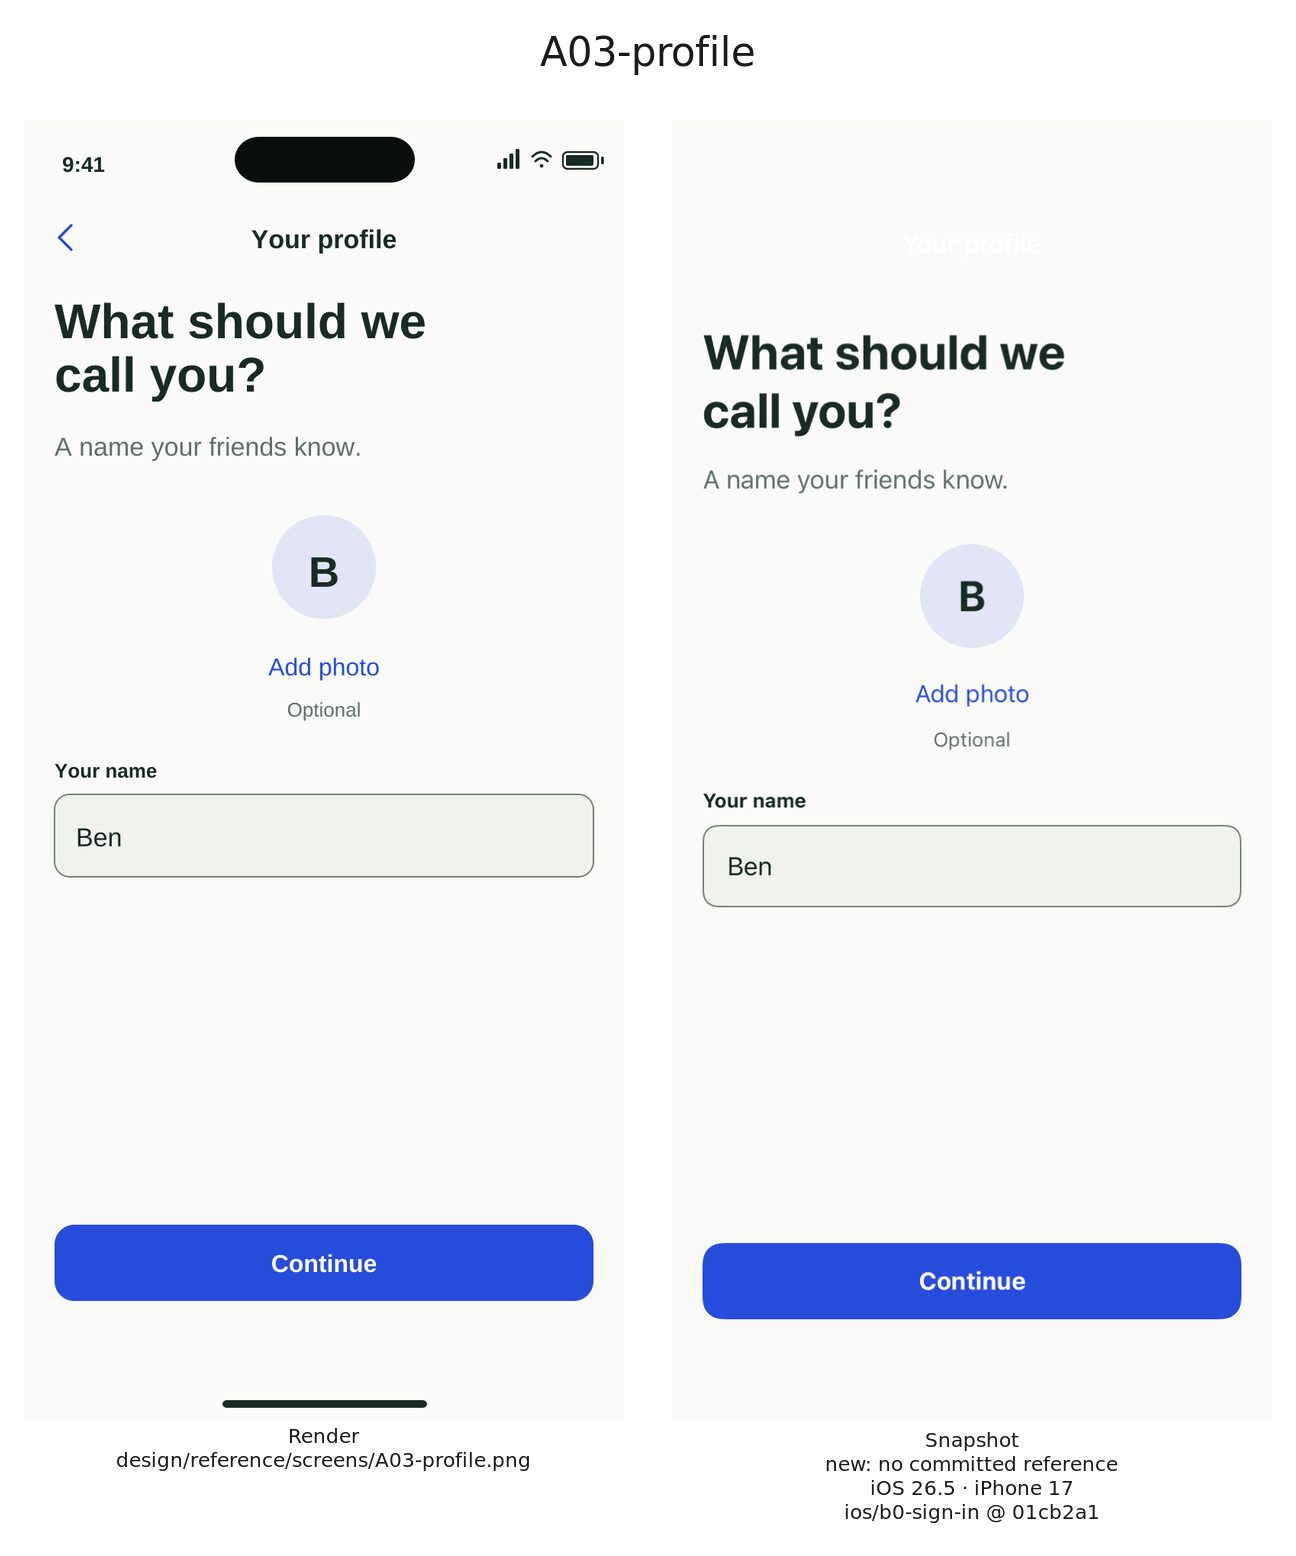 A03-profile
9:41
Your profile
What should we
call you?
A name your friends know.
B
Add photo
Optional
Your name
Ben
Continue
Render
design/reference/screens/A03-profile.png
Your profile
What should we
call you?
A name your friends know.
B
Add photo
Optional
Your name
Ben
Continue
Snapshot
new: no committed reference
iOS 26.5 · iPhone 17
ios/b0-sign-in @ 01cb2a1